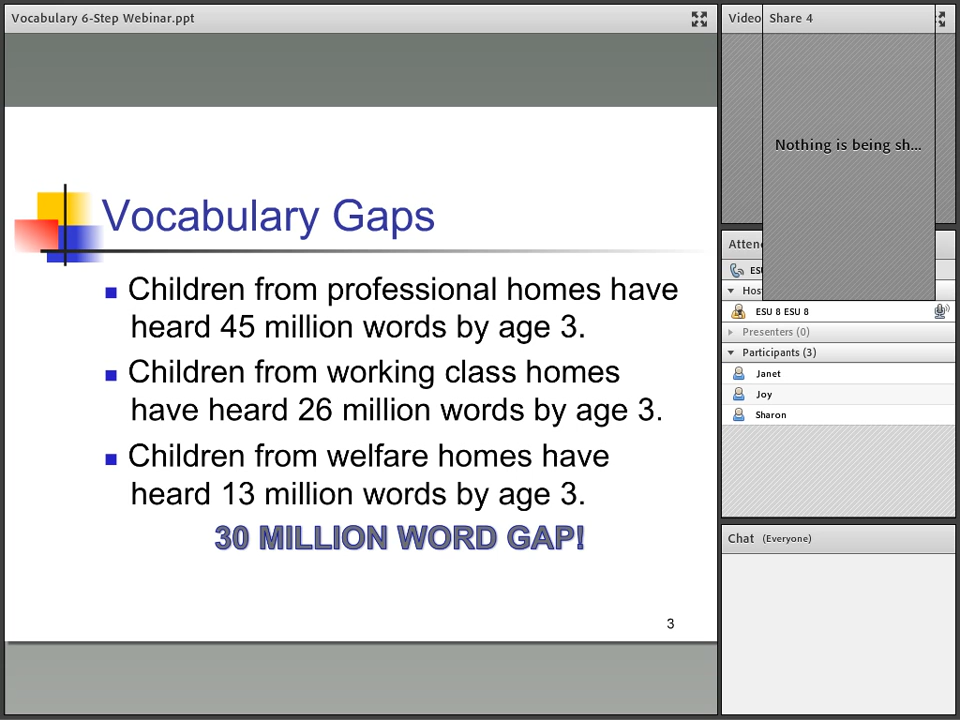 Vocabulary 6-Step Webinar.ppt
Vocabulary Gaps
Children from professional homes have
heard 45 million words by age 3.
Children from working class homes
have heard 26 million words by age 3.
Children from welfare homes have
heard 13 million words by age 3.
30 MILLION WORD GAP!
3
Video
Share 4
Nothing is being sh...
Atten
ESU
Hos
ESU 8 ESU 8
Presenters (0)
Participants (3)
Janet
Joy
Sharon
Chat (Everyone)